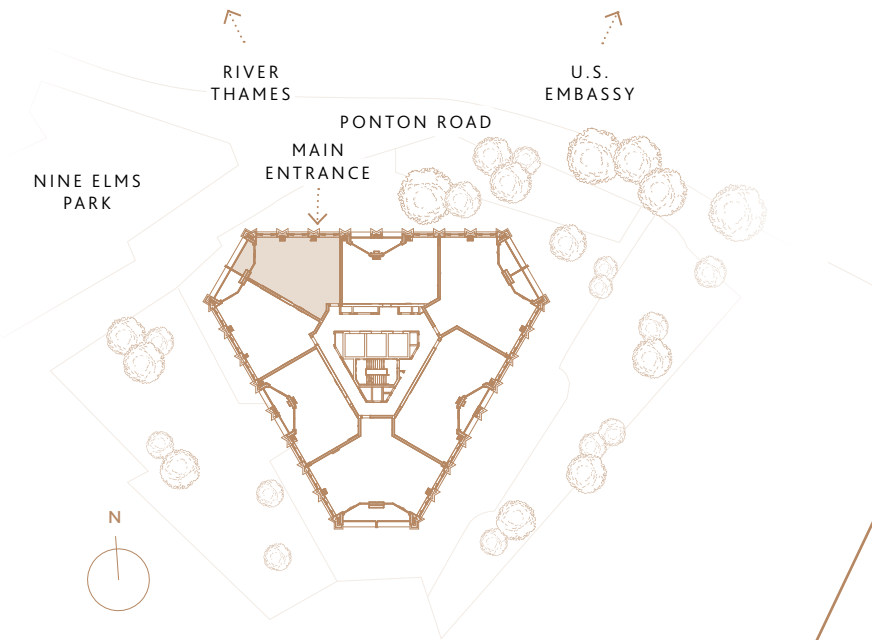 RIVER
THAMES
U.S.
EMBASSY
PONTON ROAD
MAIN
ENTRANCE
NINE ELMS
PARK
N